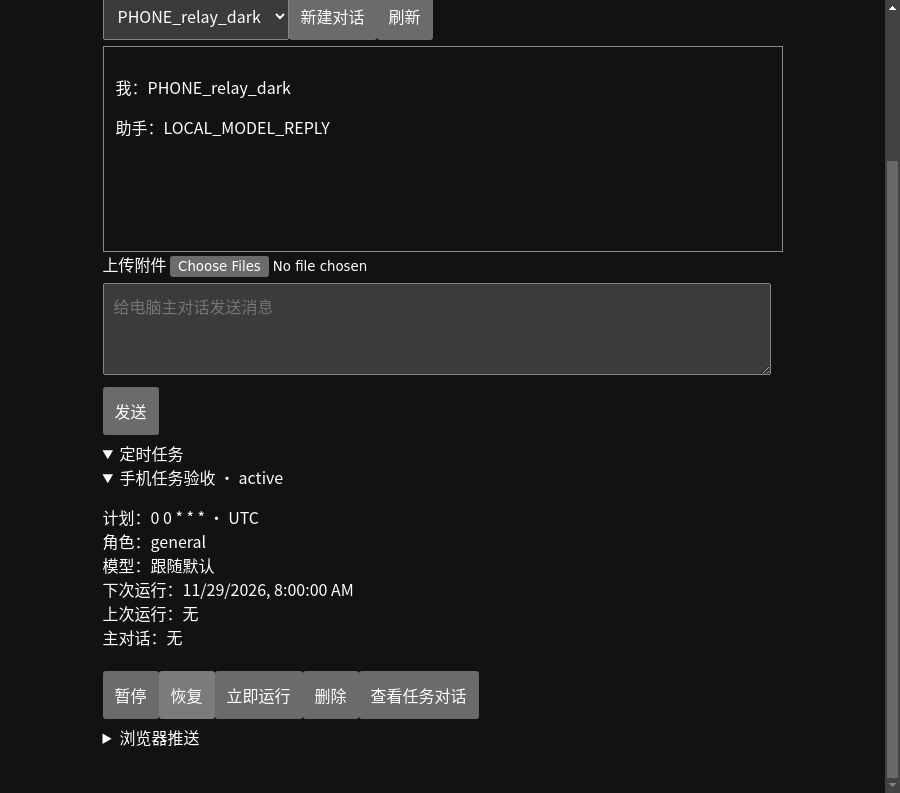 PHONE_relay_dark 新建对话 刷新
我：PHONE_relay_dark
助手：LOCAL_MODEL_REPLY
上传附件 Choose Files No file chosen
给电脑主对话发送消息
发送
▼ 定时任务
▼ 手机任务验收 · active
计划：0 0 * * * · UTC
角色：general
模型：跟随默认
下次运行：11/29/2026, 8:00:00 AM
上次运行：无
主对话：无
暂停 恢复 立即运行 删除 查看任务对话
▶ 浏览器推送